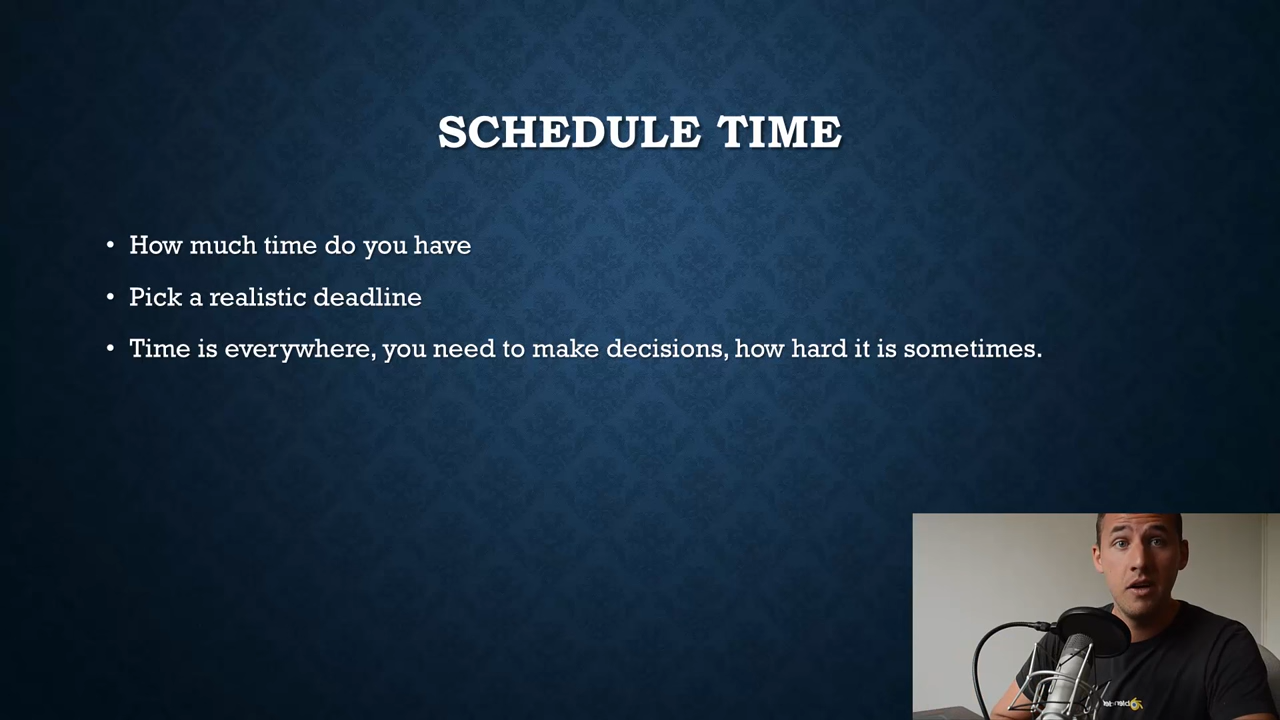 SCHEDULE TIME
• How much time do you have
• Pick a realistic deadline
• Time is everywhere, you need to make decisions, how hard it is sometimes.